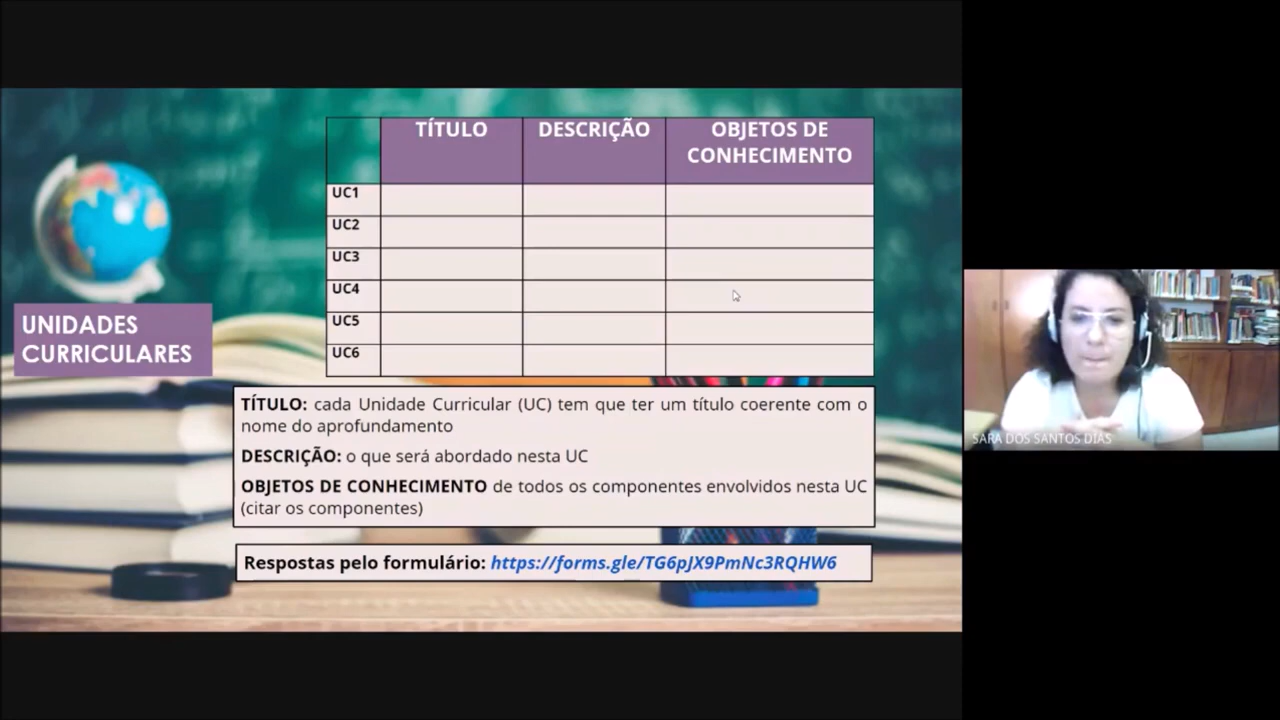 TÍTULO DESCRIÇÃO OBJETOS DE
CONHECIMENTO
UC1
UC2
UC3
UC4
UC5
UC6
UNIDADES
CURRICULARES
TÍTULO: cada Unidade Curricular (UC) tem que ter um título coerente com o
nome do aprofundamento
DESCRIÇÃO: o que será abordado nesta UC
OBJETOS DE CONHECIMENTO de todos os componentes envolvidos nesta UC
(citar os componentes)
Respostas pelo formulário: https://forms.gle/TG6pJX9PmNc3RQHW6
SARA DOS SANTOS DIAS